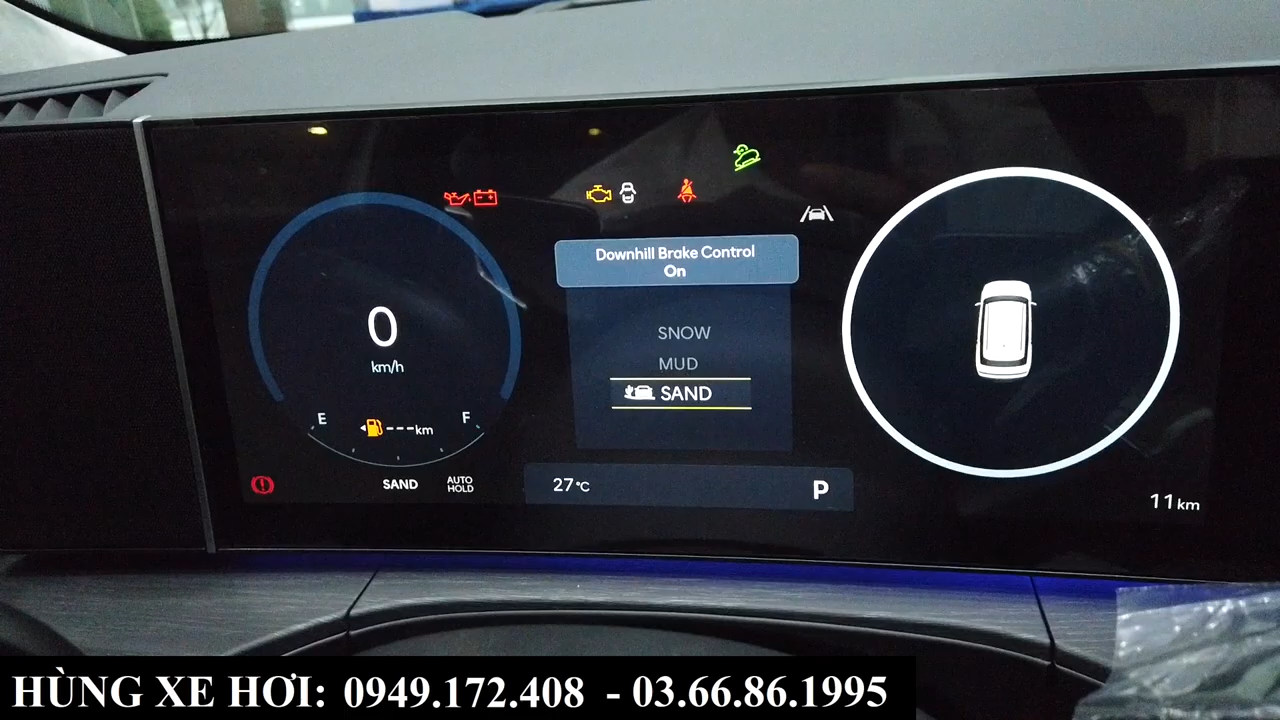 Downhill Brake Control
On
0
km/h
SNOW
MUD
SAND
E
F
---km
SAND
AUTO
HOLD
27°C
P
11 km
HÙNG XE HƠI: 0949.172.408 - 03.66.86.1995